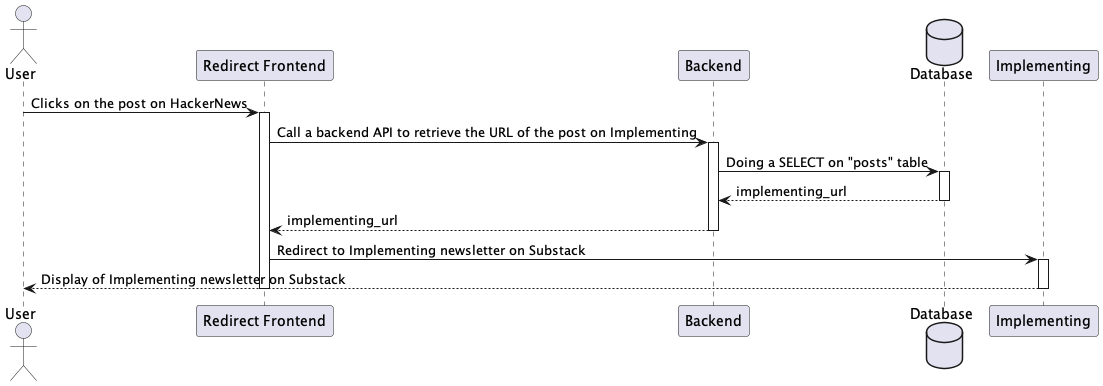 User
Redirect Frontend
Backend
Database
Implementing
Clicks on the post on HackerNews
Call a backend API to retrieve the URL of the post on Implementing
Doing a SELECT on "posts" table
implementing_url
implementing_url
Redirect to Implementing newsletter on Substack
Display of Implementing newsletter on Substack
User
Redirect Frontend
Backend
Database
Implementing